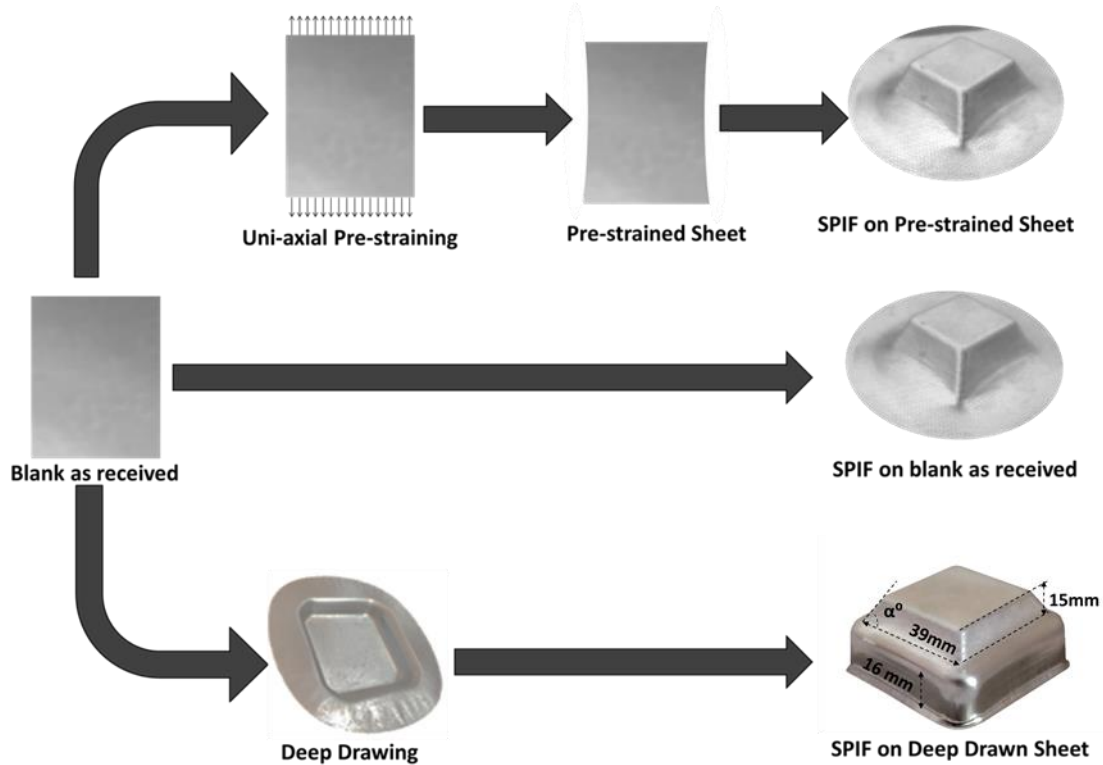 Uni-axial Pre-straining
Pre-strained Sheet
SPIF on Pre-strained Sheet
Blank as received
SPIF on blank as received
Deep Drawing
αº
39mm
15mm
16 mm
SPIF on Deep Drawn Sheet